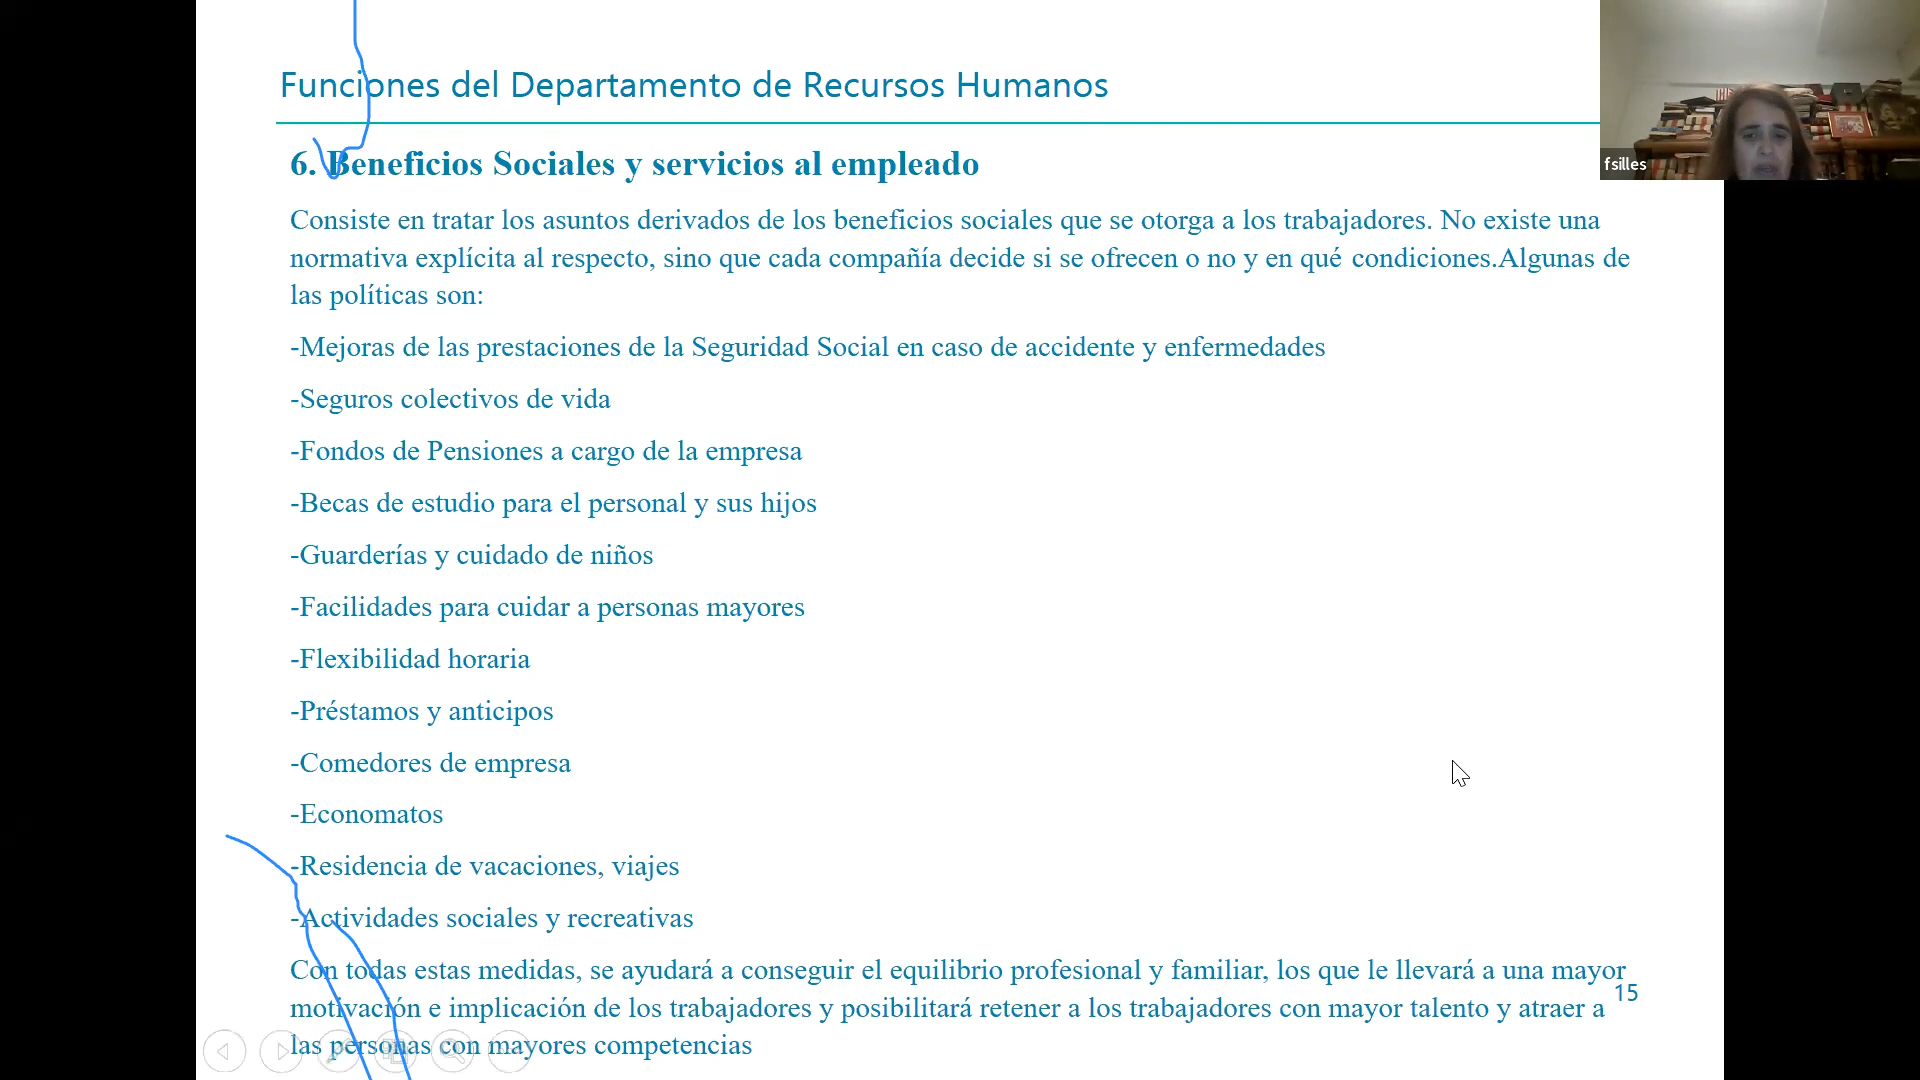 Funciones del Departamento de Recursos Humanos
fsilles
6. Beneficios Sociales y servicios al empleado
Consiste en tratar los asuntos derivados de los beneficios sociales que se otorga a los trabajadores. No existe una
normativa explícita al respecto, sino que cada compañía decide si se ofrecen o no y en qué condiciones.Algunas de
las políticas son:
-Mejoras de las prestaciones de la Seguridad Social en caso de accidente y enfermedades
-Seguros colectivos de vida
-Fondos de Pensiones a cargo de la empresa
-Becas de estudio para el personal y sus hijos
-Guarderías y cuidado de niños
-Facilidades para cuidar a personas mayores
-Flexibilidad horaria
-Préstamos y anticipos
-Comedores de empresa
-Economatos
-Residencia de vacaciones, viajes
-Actividades sociales y recreativas
Con todas estas medidas, se ayudará a conseguir el equilibrio profesional y familiar, los que le llevará a una mayor
motivación e implicación de los trabajadores y posibilitará retener a los trabajadores con mayor talento y atraer a
las personas con mayores competencias
15